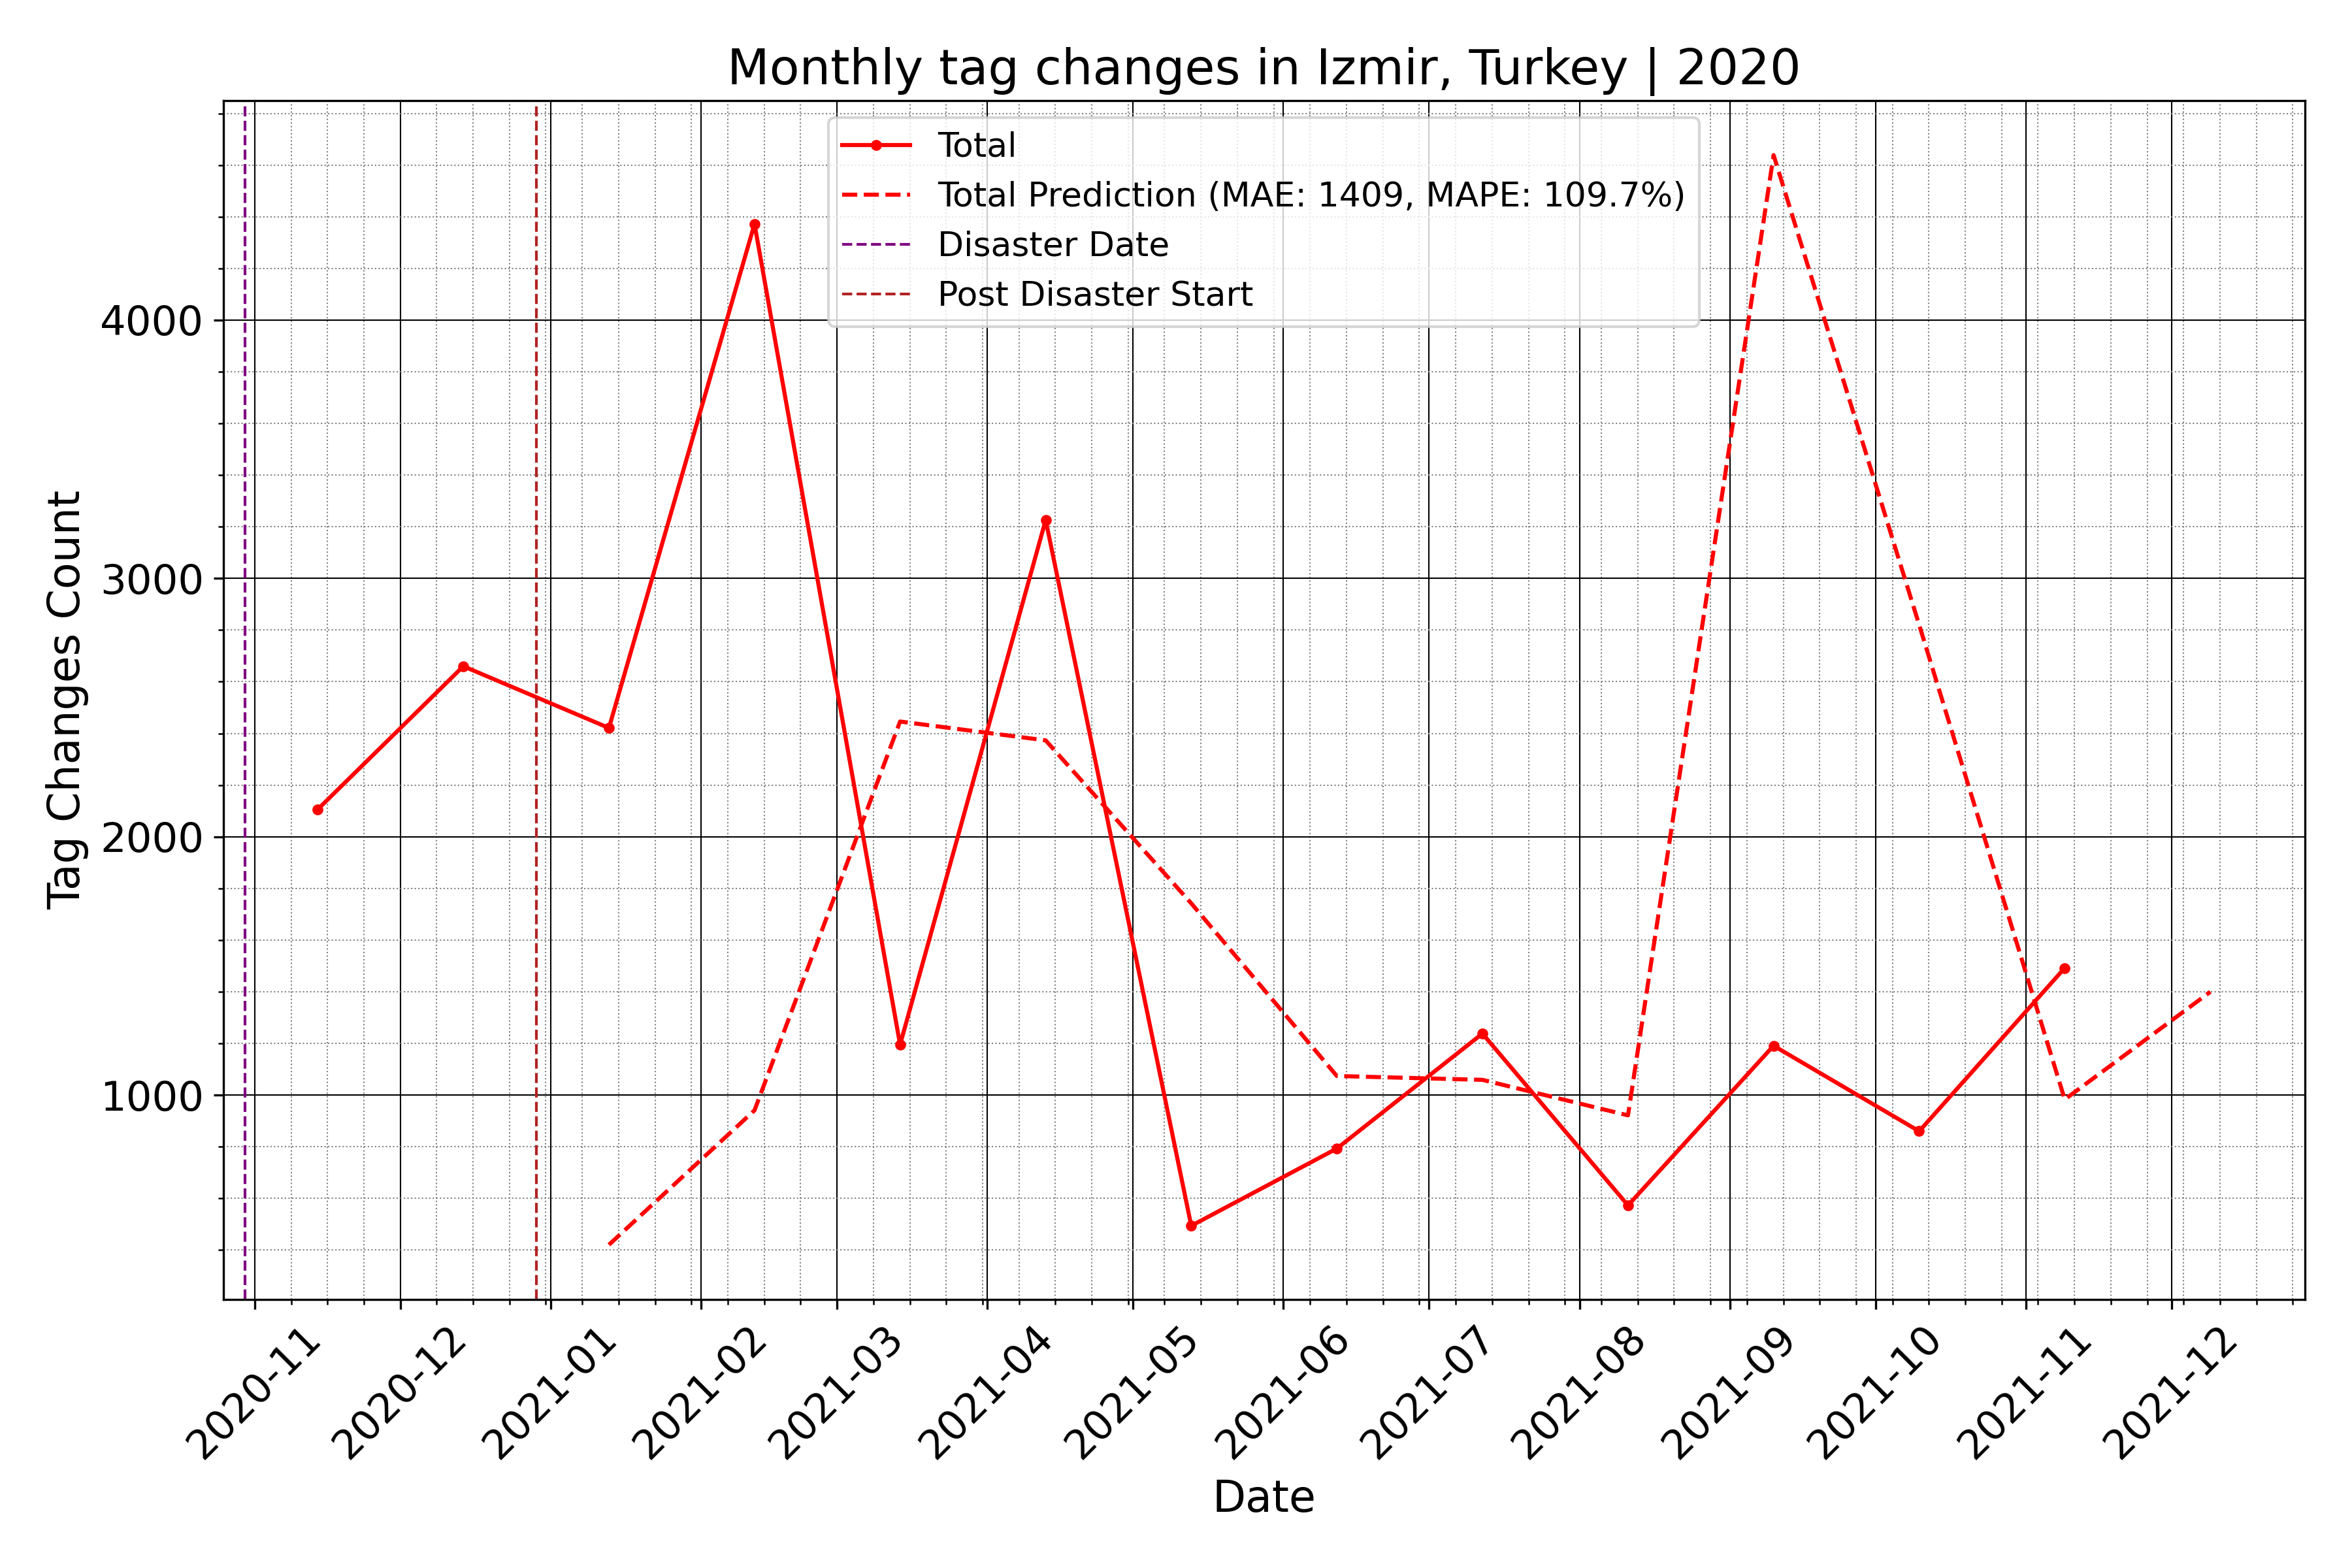 Monthly tag changes in Izmir, Turkey | 2020
Total
Total Prediction (MAE: 1409, MAPE: 109.7%)
Disaster Date
Post Disaster Start
Tag Changes Count
4000
3000
2000
1000
2020-11
2020-12
2021-01
2021-02
2021-03
2021-04
2021-05
2021-06
2021-07
2021-08
2021-09
2021-10
2021-11
2021-12
Date